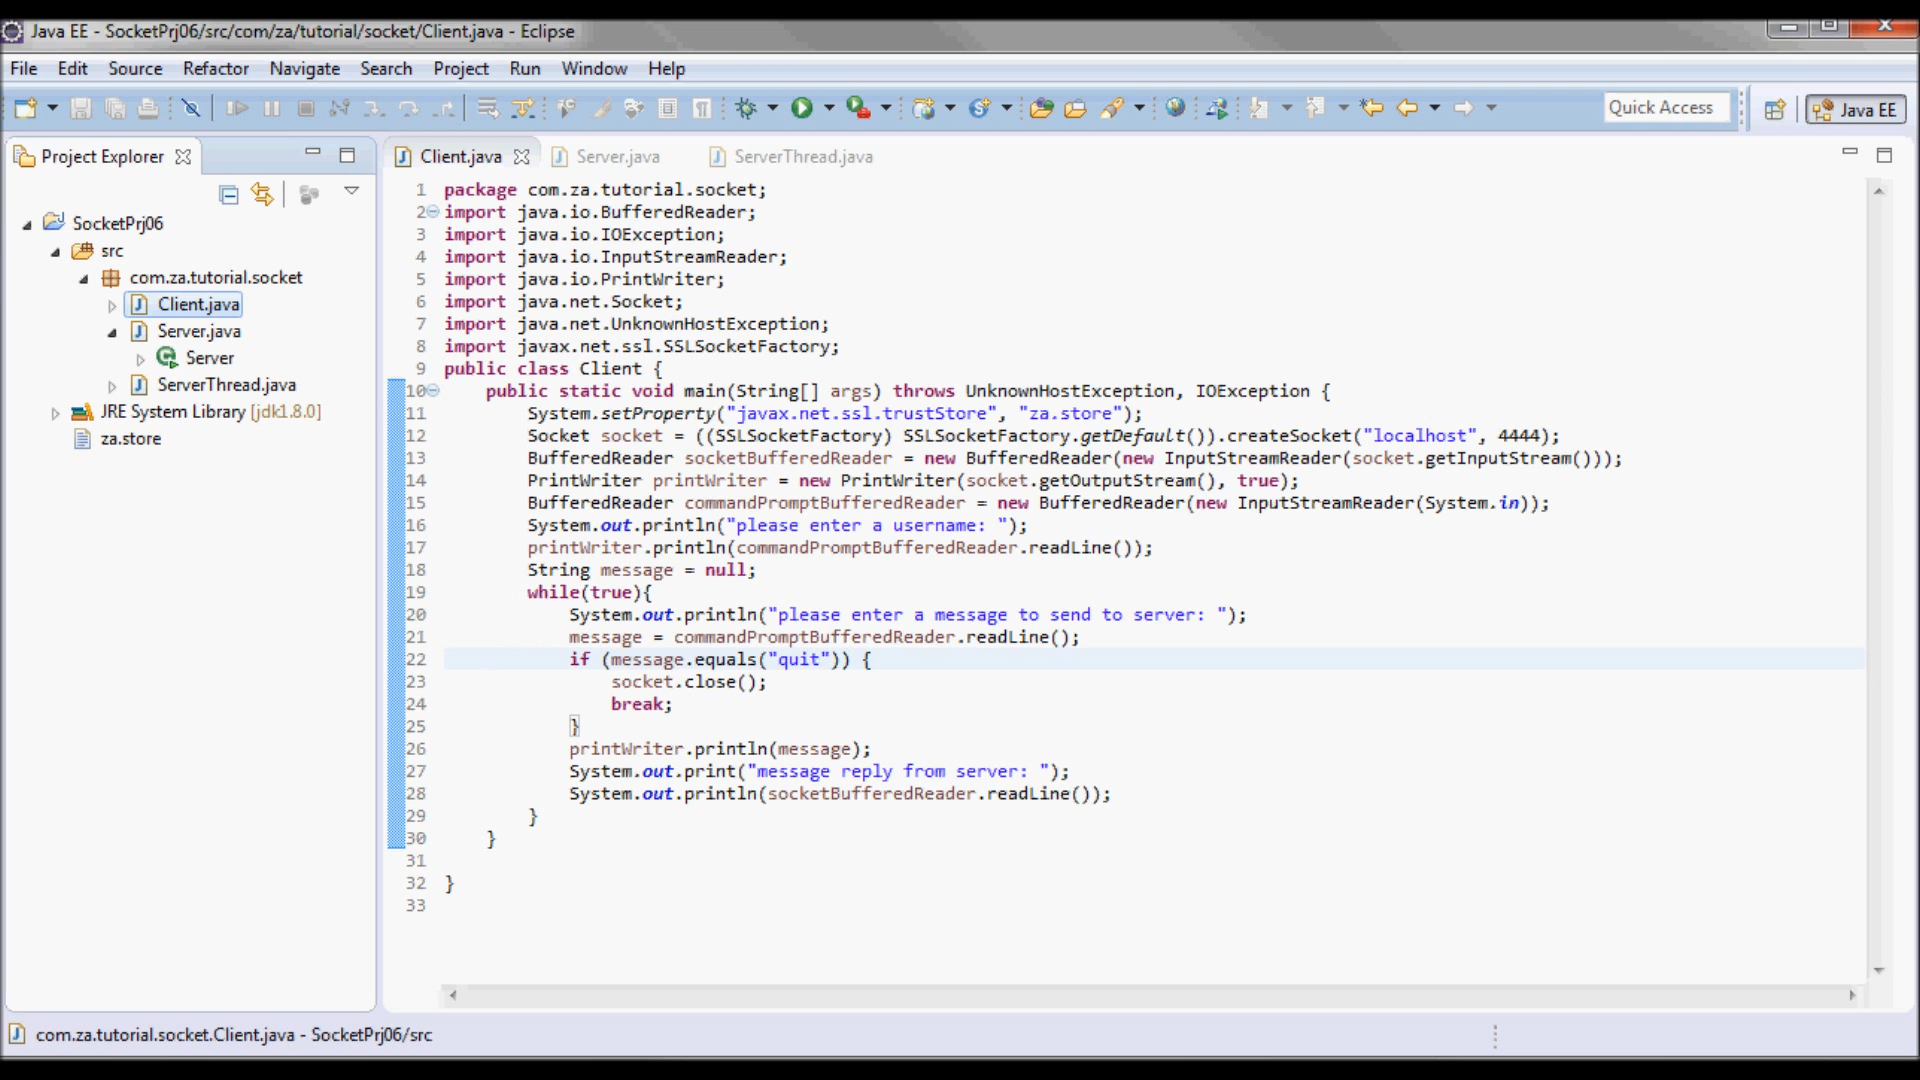 Java EE - SocketPrj06/src/com/za/tutorial/socket/Client.java - Eclipse
File Edit Source Refactor Navigate Search Project Run Window Help
Quick Access
Java EE
Project Explorer
Client.java
Server.java
ServerThread.java
SocketPrj06
src
com.za.tutorial.socket
Client.java
Server.java
Server
ServerThread.java
JRE System Library [jdk1.8.0]
za.store
1 package com.za.tutorial.socket;
2 import java.io.BufferedReader;
3 import java.io.IOException;
4 import java.io.InputStreamReader;
5 import java.io.PrintWriter;
6 import java.net.Socket;
7 import java.net.UnknownHostException;
8 import javax.net.ssl.SSLSocketFactory;
9 public class Client {
10     public static void main(String[] args) throws UnknownHostException, IOException {
11         System.setProperty("javax.net.ssl.trustStore", "za.store");
12         Socket socket = ((SSLSocketFactory) SSLSocketFactory.getDefault()).createSocket("localhost", 4444);
13         BufferedReader socketBufferedReader = new BufferedReader(new InputStreamReader(socket.getInputStream()));
14         PrintWriter printWriter = new PrintWriter(socket.getOutputStream(), true);
15         BufferedReader commandPromptBufferedReader = new BufferedReader(new InputStreamReader(System.in));
16         System.out.println("please enter a username: ");
17         printWriter.println(commandPromptBufferedReader.readLine());
18         String message = null;
19         while(true){
20             System.out.println("please enter a message to send to server: ");
21             message = commandPromptBufferedReader.readLine();
22             if (message.equals("quit")) {
23                 socket.close();
24                 break;
25             }
26             printWriter.println(message);
27             System.out.print("message reply from server: ");
28             System.out.println(socketBufferedReader.readLine());
29         }
30     }
31
32 }
33
com.za.tutorial.socket.Client.java - SocketPrj06/src